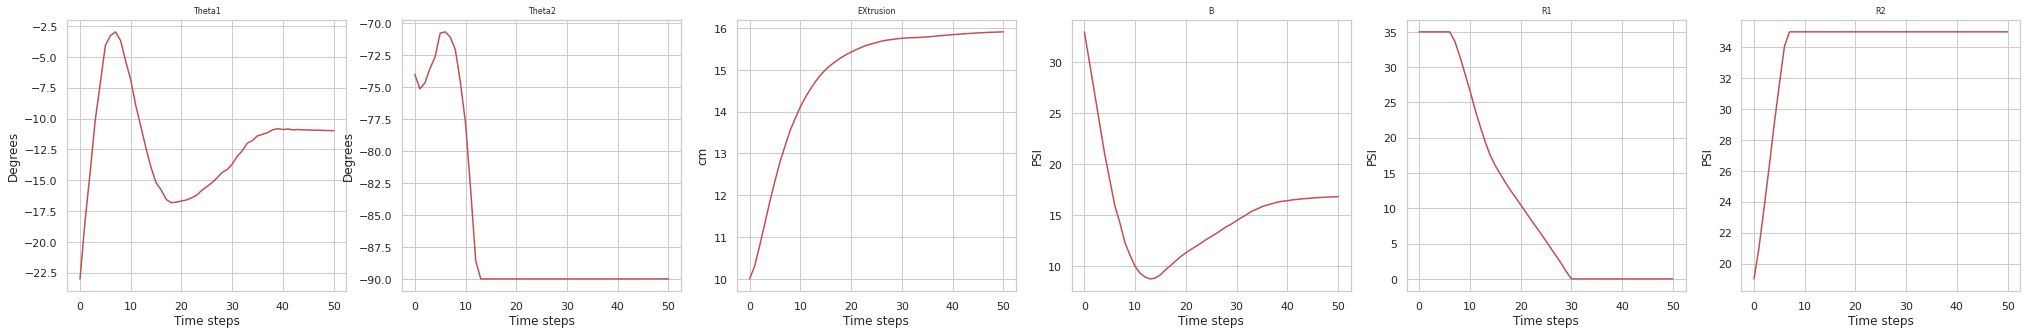 Theta1
Degrees
−2.5
−5.0
−7.5
−10.0
−12.5
−15.0
−17.5
−20.0
−22.5
0 10 20 30 40 50
Time steps
Theta2
Degrees
−70.0
−72.5
−75.0
−77.5
−80.0
−82.5
−85.0
−87.5
−90.0
0 10 20 30 40 50
Time steps
EXtrusion
cm
16
15
14
13
12
11
10
0 10 20 30 40 50
Time steps
B
PSI
30
25
20
15
10
0 10 20 30 40 50
Time steps
R1
PSI
35
30
25
20
15
10
5
0
0 10 20 30 40 50
Time steps
R2
PSI
34
32
30
28
26
24
22
20
0 10 20 30 40 50
Time steps